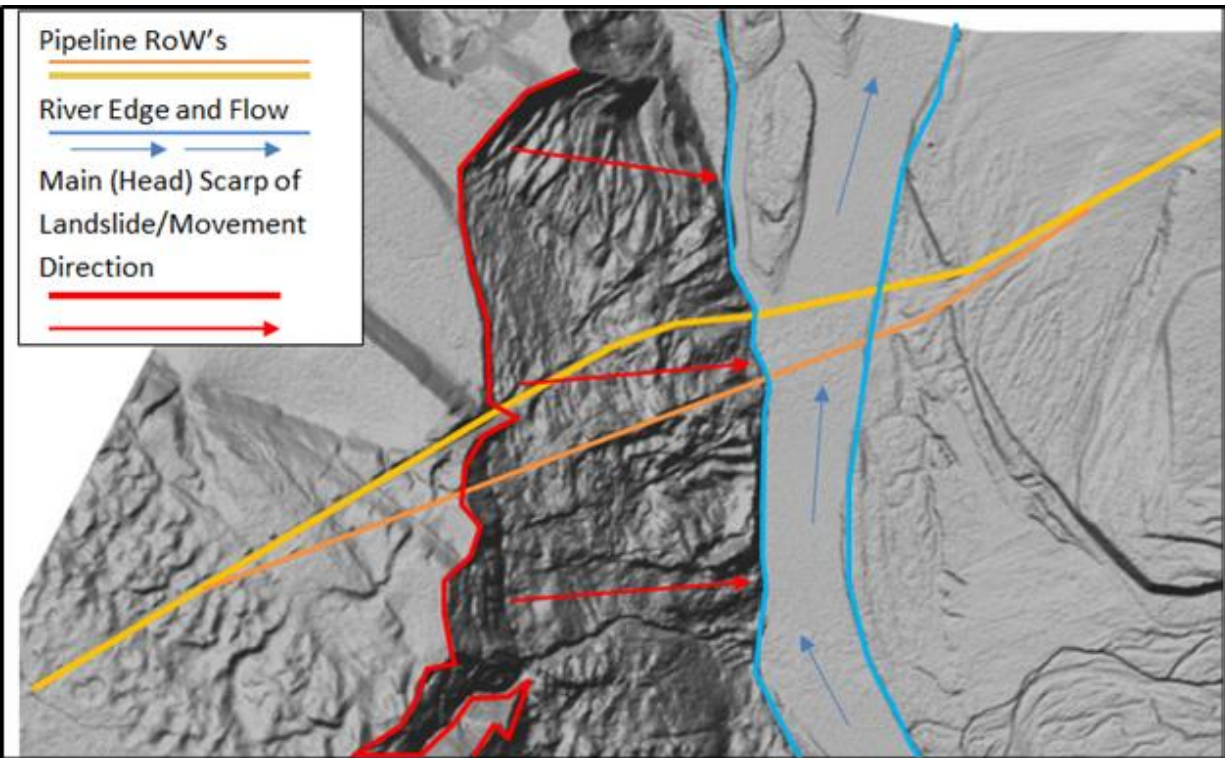 Pipeline RoW's
River Edge and Flow
Main (Head) Scarp of
Landslide/Movement
Direction